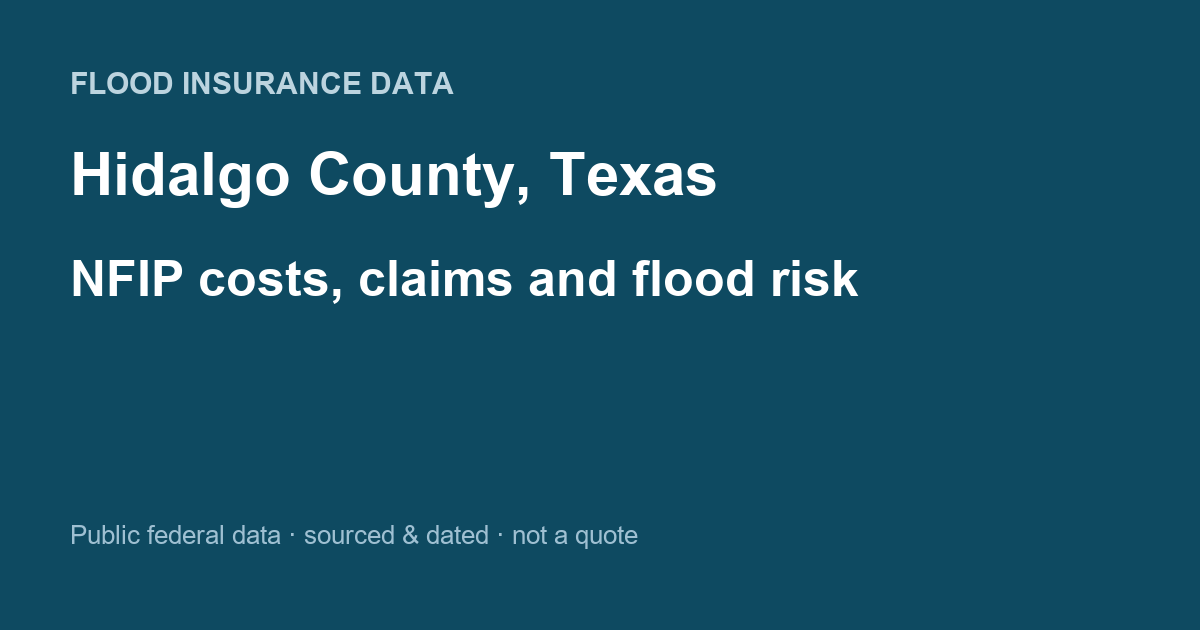 FLOOD INSURANCE DATA
Hidalgo County, Texas
NFIP costs, claims and flood risk
Public federal data · sourced & dated · not a quote